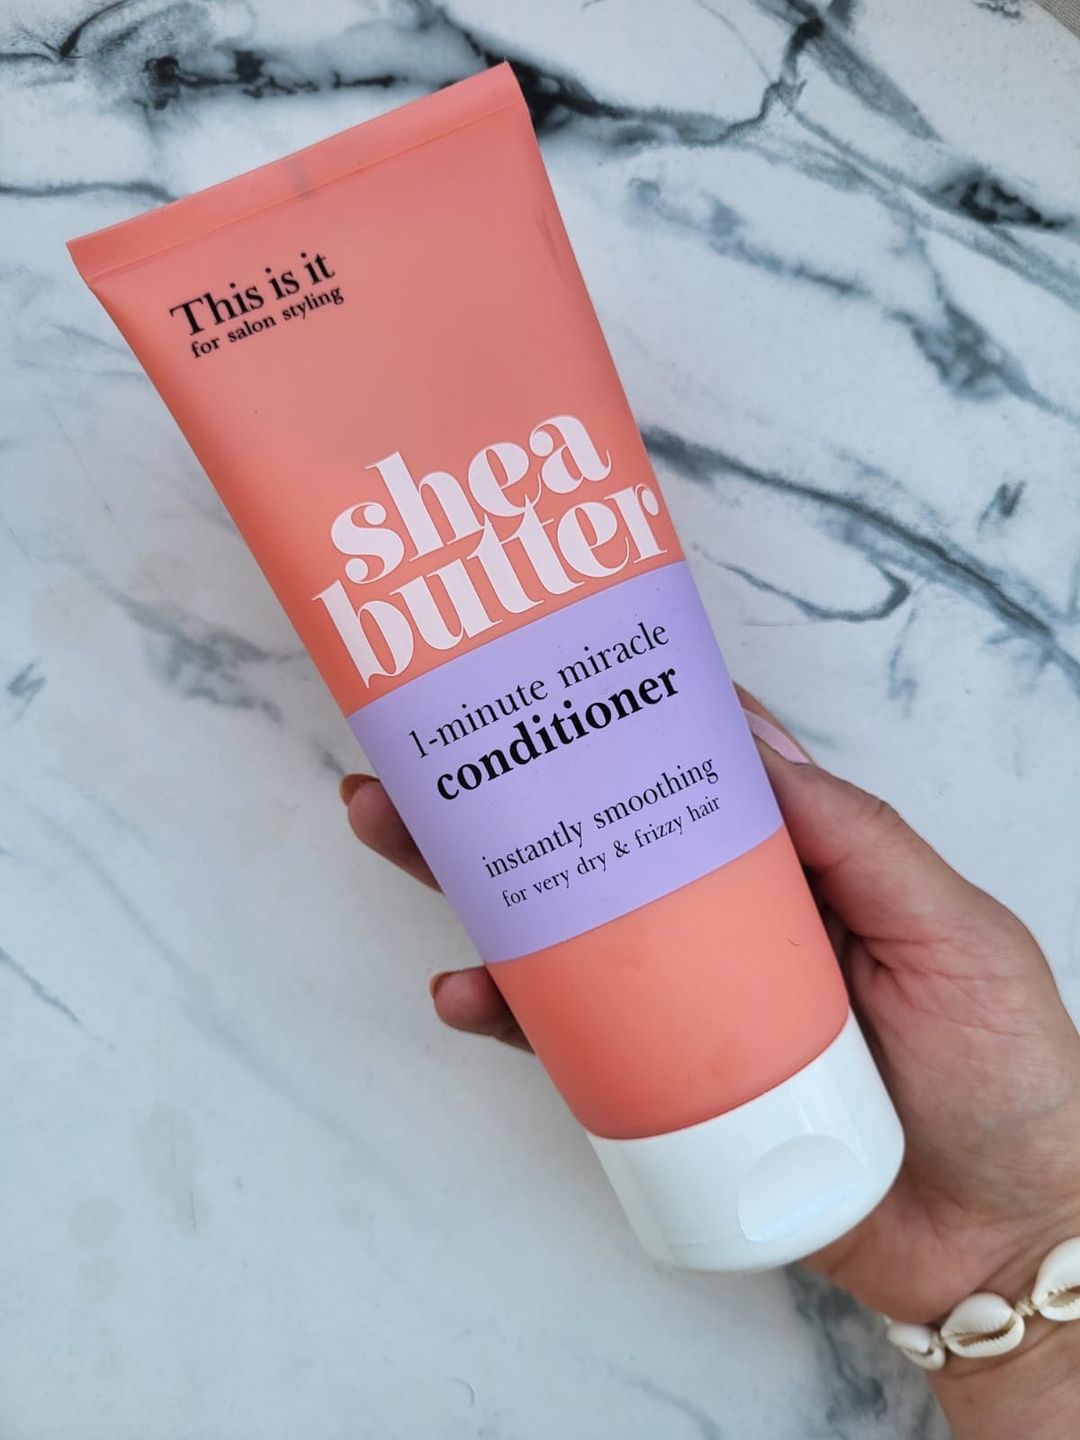 This is it
for salon styling
shea
butter
1-minute miracle
conditioner
instantly smoothing
for very dry & frizzy hair